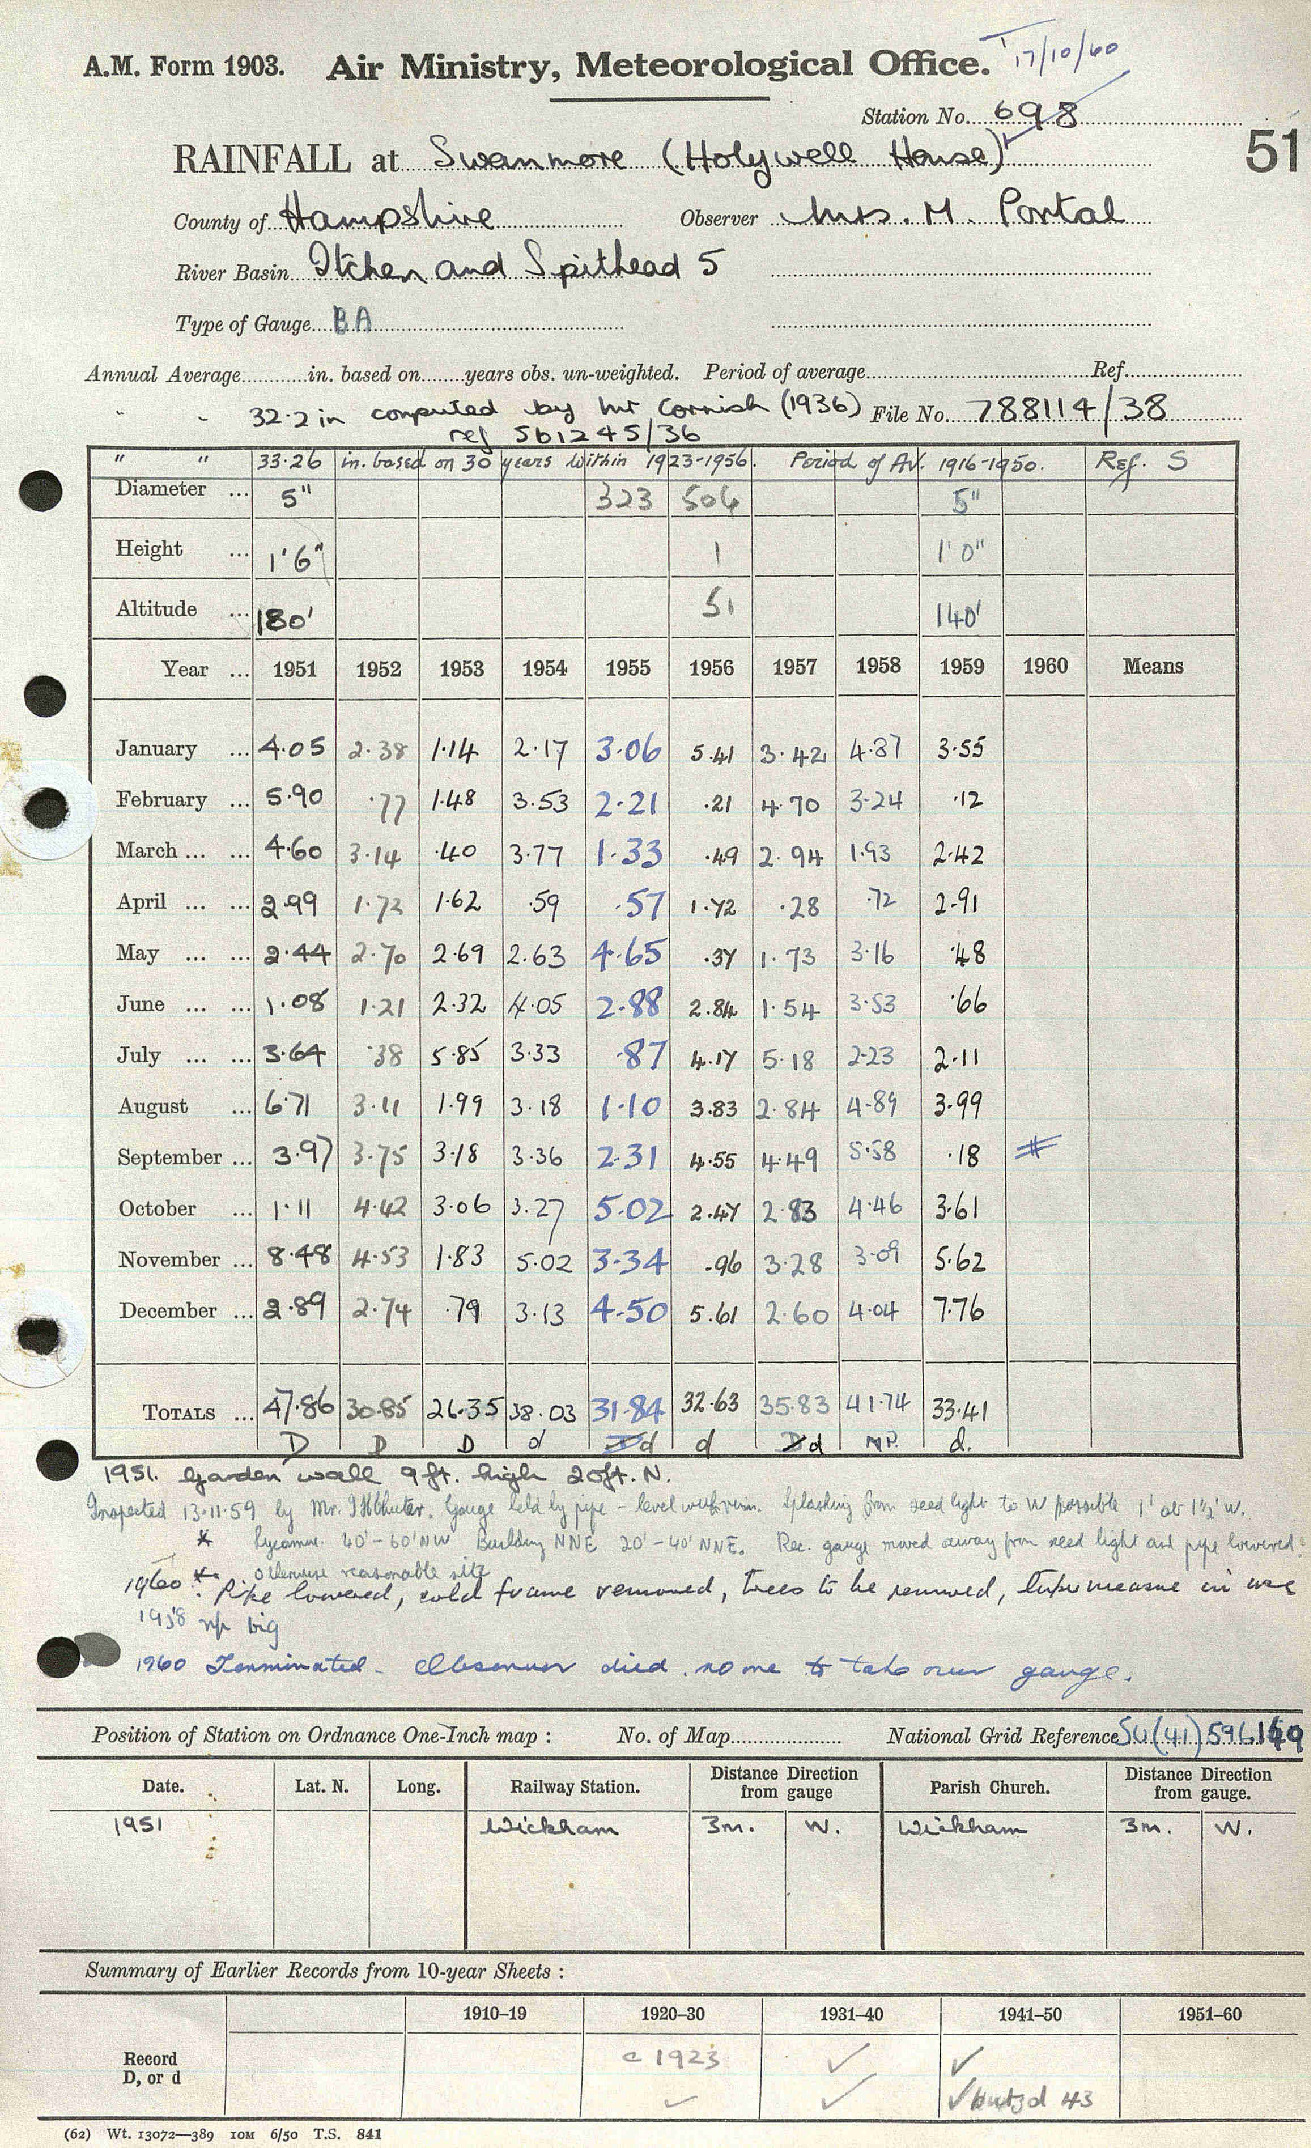 T 17/10/60
A.M. Form 1903. Air Ministry, Meteorological Office.
Station No. 698
51
RAINFALL at Swanmore (Holywell House)
County of Hampshire Observer Mrs. M. Portal
River Basin Itchen and Spithead 5
Type of Gauge BA
Annual Average in. based on years obs. un-weighted. Period of average Ref.
" " 32.2 in computed by Mr Cornish (1936) File No. 788114/38
ref 561245/36
" " 33.26 in. based on 30 years within 1923-1956. Period of Av. 1916-1950. Ref. S
Diameter ... 5" 323 506 5"
Height ... 1'6" 1 1'0"
Altitude ... 180' 51 140'
Year ... 1951 1952 1953 1954 1955 1956 1957 1958 1959 1960 Means
January ... 4.05 2.38 1.14 2.17 3.06 5.41 3.42 4.87 3.55
February ... 5.90 .77 1.48 3.53 2.21 .21 4.70 3.24 .12
March ... ... 4.60 3.14 .40 3.77 1.33 .49 2.94 1.93 2.42
April ... ... 2.99 1.72 1.62 .59 .57 1.72 .28 .72 2.91
May ... ... 2.44 2.70 2.69 2.63 4.65 .37 1.73 3.16 .48
June ... ... 1.08 1.21 2.32 4.05 2.88 2.84 1.54 3.53 .66
July ... ... 3.64 .38 5.85 3.33 .87 4.17 5.18 2.23 2.11
August ... 6.71 3.11 1.99 3.18 1.10 3.83 2.84 4.89 3.99
September ... 3.97 3.75 3.18 3.36 2.31 4.55 4.49 5.58 .18 #
October ... 1.11 4.42 3.06 3.27 5.02 2.47 2.83 4.46 3.61
November ... 8.48 4.53 1.83 5.02 3.34 .96 3.28 3.09 5.62
December ... 2.89 2.74 .79 3.13 4.50 5.61 2.60 4.04 7.76
TOTALS ... 47.86 30.85 26.35 38.03 31.84 32.63 35.83 41.74 33.41
D D D d d d d MP. d.
1951. Garden wall 9ft. high 20ft. N.
Inspected 13.11.59 by Mr. Gauge held by pipe - level with rim. Splashing from seed light to W possible 1' at 1½' W.
* Sycamore 40'-60' NW Building NNE 20'-40' NNE. Rec. gauge moved away from seed light and pipe lowered.
Otherwise reasonable site
1960 *. Pipe lowered, cold frame removed, trees to be removed, taper measure in use
1958 big
1960 Terminated - Observer died. no one to take over gauge.
Position of Station on Ordnance One-Inch map : No. of Map National Grid Reference SU(41) 596
Date. Lat. N. Long. Railway Station. Distance Direction from gauge Parish Church. Distance Direction from gauge.
1951 Wickham 3m. W. Wickham 3m. W.
Summary of Earlier Records from 10-year Sheets :
1910–19 1920–30 1931–40 1941–50 1951–60
Record c 1923 ✓ ✓
D, or d ✓ ✓ ✓ but d 43
(62) Wt. 13072—389 10M 6/50 T.S. 841